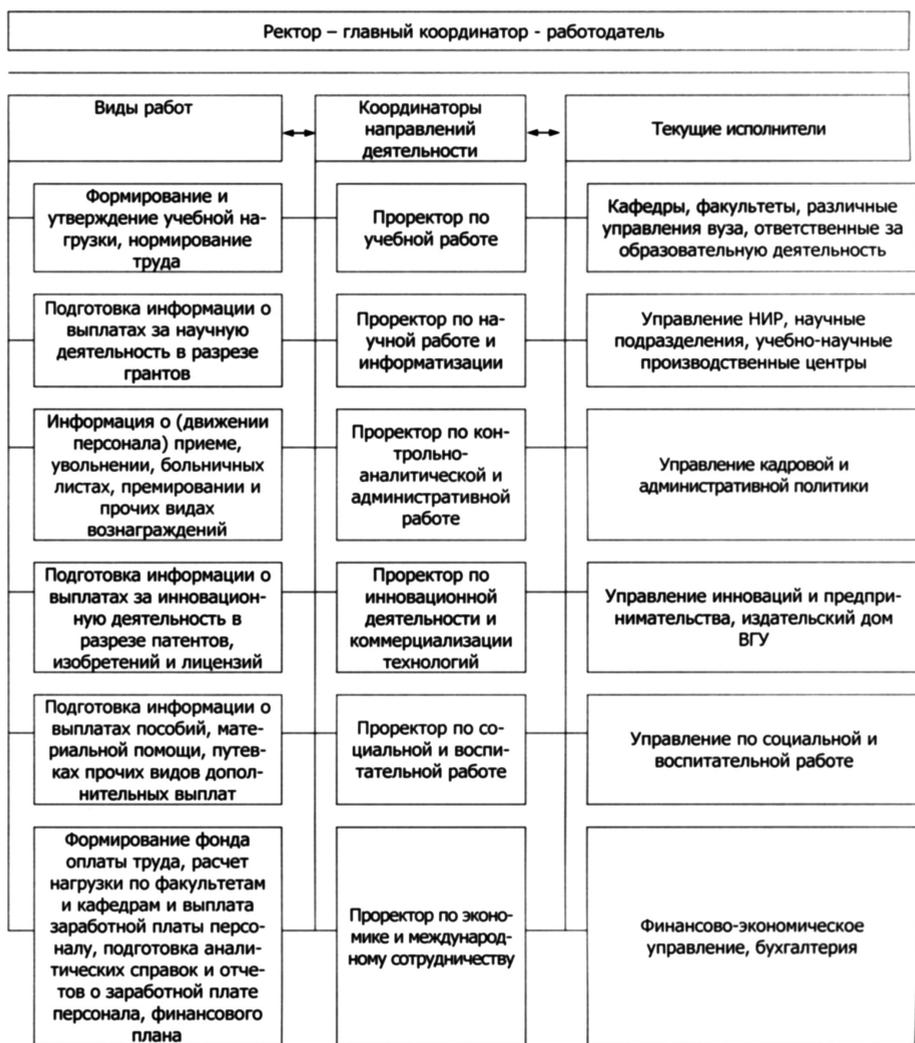 Ректор – главный координатор - работодатель
Виды работ
Координаторы
направлений
деятельности
Текущие исполнители
Формирование и
утверждение учебной на-
грузки, нормирование
труда
Проректор по
учебной работе
Кафедры, факультеты, различные
управления вуза, ответственные за
образовательную деятельность
Подготовка информации о
выплатах за научную
деятельность в разрезе
грантов
Проректор по на-
учной работе и
информатизации
Управление НИР, научные
подразделения, учебно-научные
производственные центры
Информация о (движении
персонала) приеме,
увольнении, больничных
листах, премировании и
прочих видах
вознаграждений
Проректор по кон-
трольно-
аналитической и
административной
работе
Управление кадровой и
административной политики
Подготовка информации о
выплатах за инновацион-
ную деятельность в
разрезе патентов,
изобретений и лицензий
Проректор по
инновационной
деятельности и
коммерциализации
технологий
Управление инноваций и предпри-
нимательства, издательский дом
ВГУ
Подготовка информации о
выплатах пособий, мате-
риальной помощи, путев-
ках прочих видов допол-
нительных выплат
Проректор по со-
циальной и воспи-
тательной работе
Управление по социальной и
воспитательной работе
Формирование фонда
оплаты труда, расчет
нагрузки по факультетам
и кафедрам и выплата
заработной платы персо-
налу, подготовка анали-
тических справок и отче-
тов о заработной плате
персонала, финансового
плана
Проректор по эконо-
мике и международ-
ному сотрудничеству
Финансово-экономическое
управление, бухгалтерия